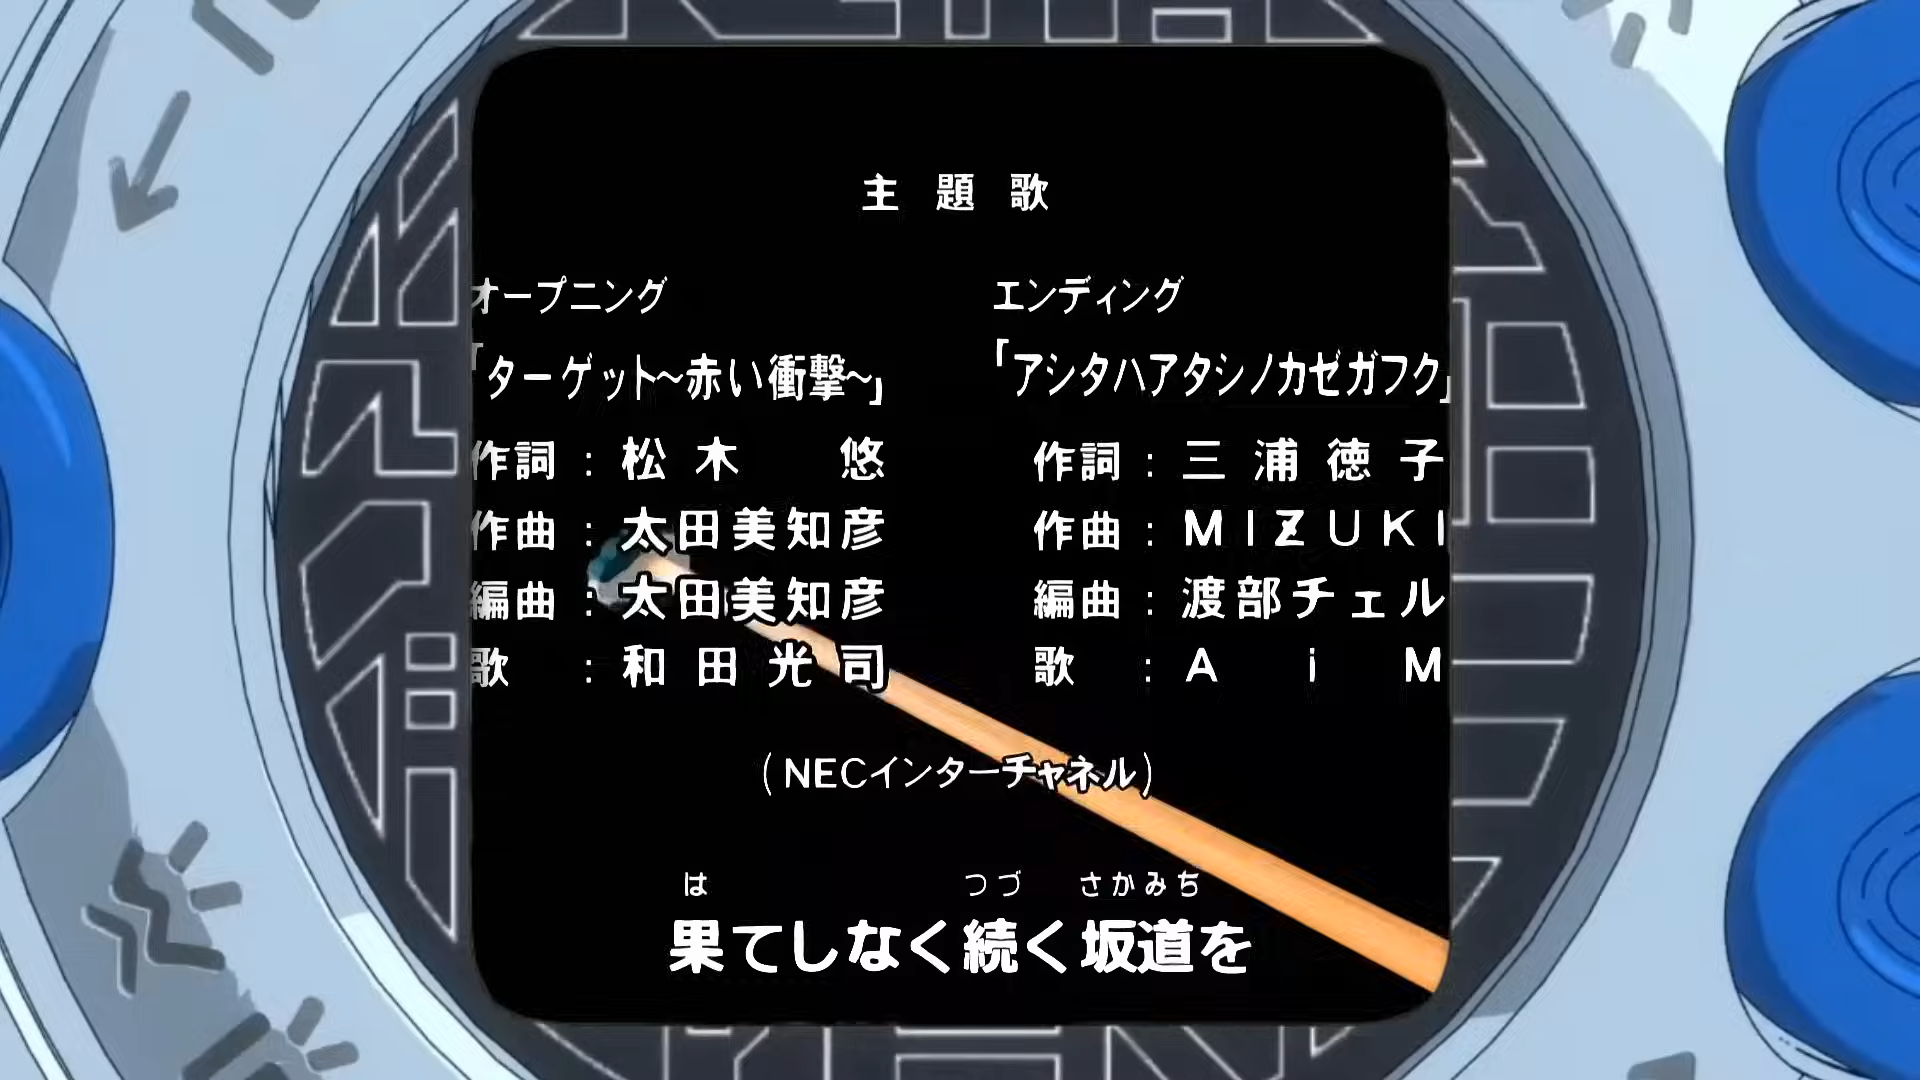 主題歌
オープニング
「ターゲット～赤い衝撃～」
作詞：松木 悠
作曲：太田美知彦
編曲：太田美知彦
歌 ：和田光司
エンディング
「アシタハアタシノカゼガフク」
作詞：三浦徳子
作曲：MIZUKI
編曲：渡部チェル
歌 ：AiM
(NECインターチャネル)
は つづ さかみち
果てしなく続く坂道を